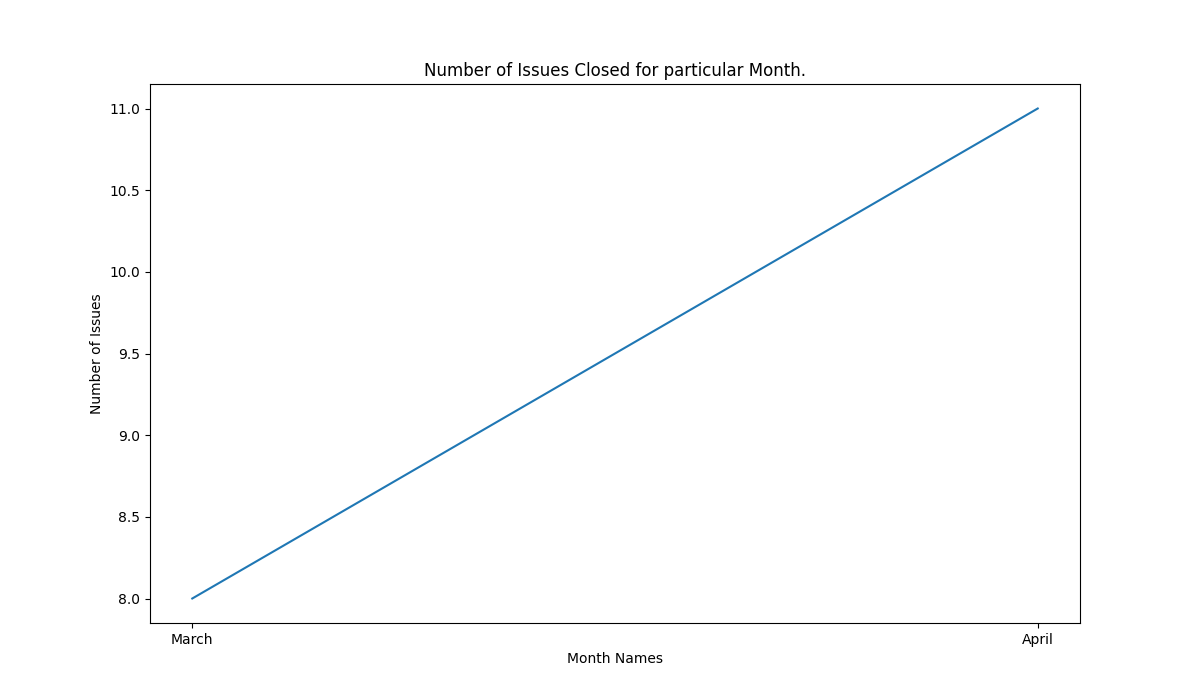 Number of Issues Closed for particular Month.
11.0
10.5
10.0
9.5
9.0
8.5
8.0
Number of Issues
March April
Month Names